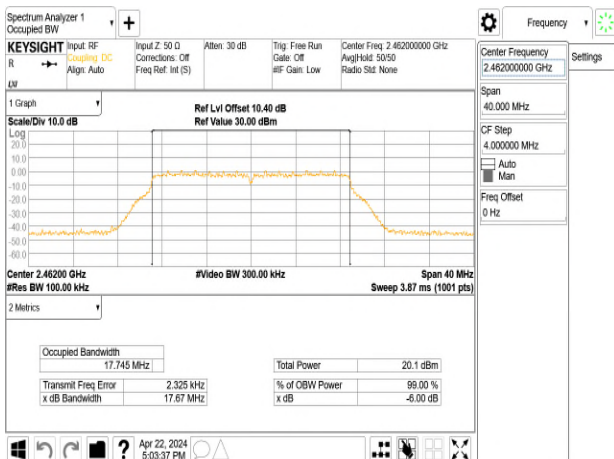 Spectrum Analyzer 1
Occupied BW
▼
+
Frequency
▼
KEYSIGHT
Input: RF
Coupling: DC
Align: Auto
Input Z: 50 Ω
Corrections: Off
Freq Ref: Int (S)
Atten: 30 dB
Trig: Free Run
Gate: Off
#IF Gain: Low
Center Freq: 2.462000000 GHz
Avg|Hold: 50/50
Radio Std: None
R
LXI
Center Frequency
2.462000000 GHz
Settings
Span
40.000 MHz
CF Step
4.000000 MHz
Auto
Man
Freq Offset
0 Hz
1 Graph
▼
Scale/Div 10.0 dB
Ref Lvl Offset 10.40 dB
Ref Value 30.00 dBm
Log
20.0
10.0
0.00
-10.0
-20.0
-30.0
-40.0
-50.0
-60.0
Center 2.46200 GHz
#Video BW 300.00 kHz
Span 40 MHz
#Res BW 100.00 kHz
Sweep 3.87 ms (1001 pts)
2 Metrics
▼
Occupied Bandwidth
17.745 MHz
Total Power
20.1 dBm
Transmit Freq Error
2.325 kHz
% of OBW Power
99.00 %
x dB Bandwidth
17.67 MHz
x dB
-6.00 dB
?
Apr 22, 2024
5:03:37 PM